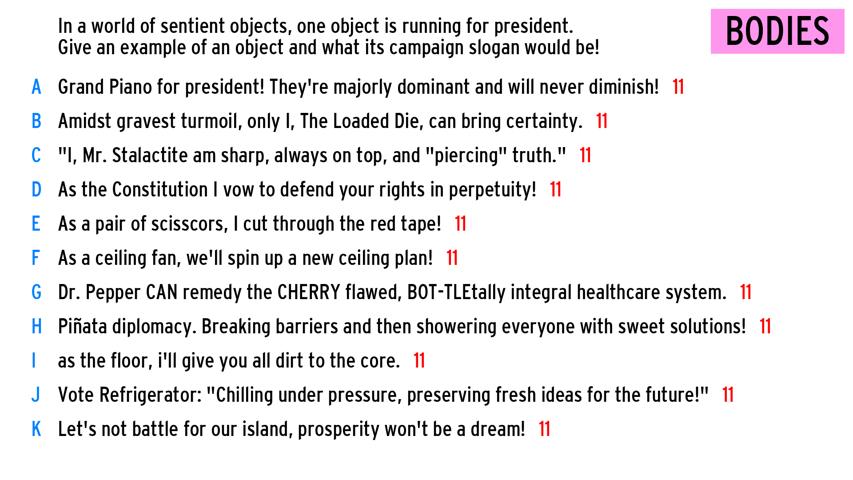 In a world of sentient objects, one object is running for president.
Give an example of an object and what its campaign slogan would be!
BODIES
A Grand Piano for president! They're majorly dominant and will never diminish! 11
B Amidst gravest turmoil, only I, The Loaded Die, can bring certainty. 11
C "I, Mr. Stalactite am sharp, always on top, and "piercing" truth." 11
D As the Constitution I vow to defend your rights in perpetuity! 11
E As a pair of scisscors, I cut through the red tape! 11
F As a ceiling fan, we'll spin up a new ceiling plan! 11
G Dr. Pepper CAN remedy the CHERRY flawed, BOT-TLEtally integral healthcare system. 11
H Piñata diplomacy. Breaking barriers and then showering everyone with sweet solutions! 11
I as the floor, i'll give you all dirt to the core. 11
J Vote Refrigerator: "Chilling under pressure, preserving fresh ideas for the future!" 11
K Let's not battle for our island, prosperity won't be a dream! 11